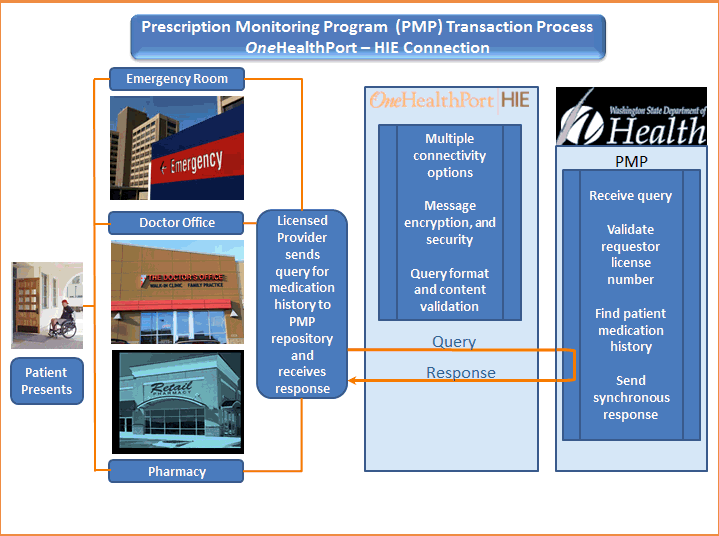 Prescription Monitoring Program (PMP) Transaction Process
OneHealthPort – HIE Connection
Emergency Room
Emergency
Doctor Office
THE DOCTOR'S OFFICE
WALK-IN CLINIC FAMILY PRACTICE
Patient
Presents
Retail
PHARMACY
Pharmacy
Licensed
Provider
sends
query for
medication
history to
PMP
repository
and
receives
response
OneHealthPort HIE
Multiple
connectivity
options
Message
encryption, and
security
Query format
and content
validation
Query
Response
Washington State Department of
Health
PMP
Receive query
Validate
requestor
license
number
Find patient
medication
history
Send
synchronous
response